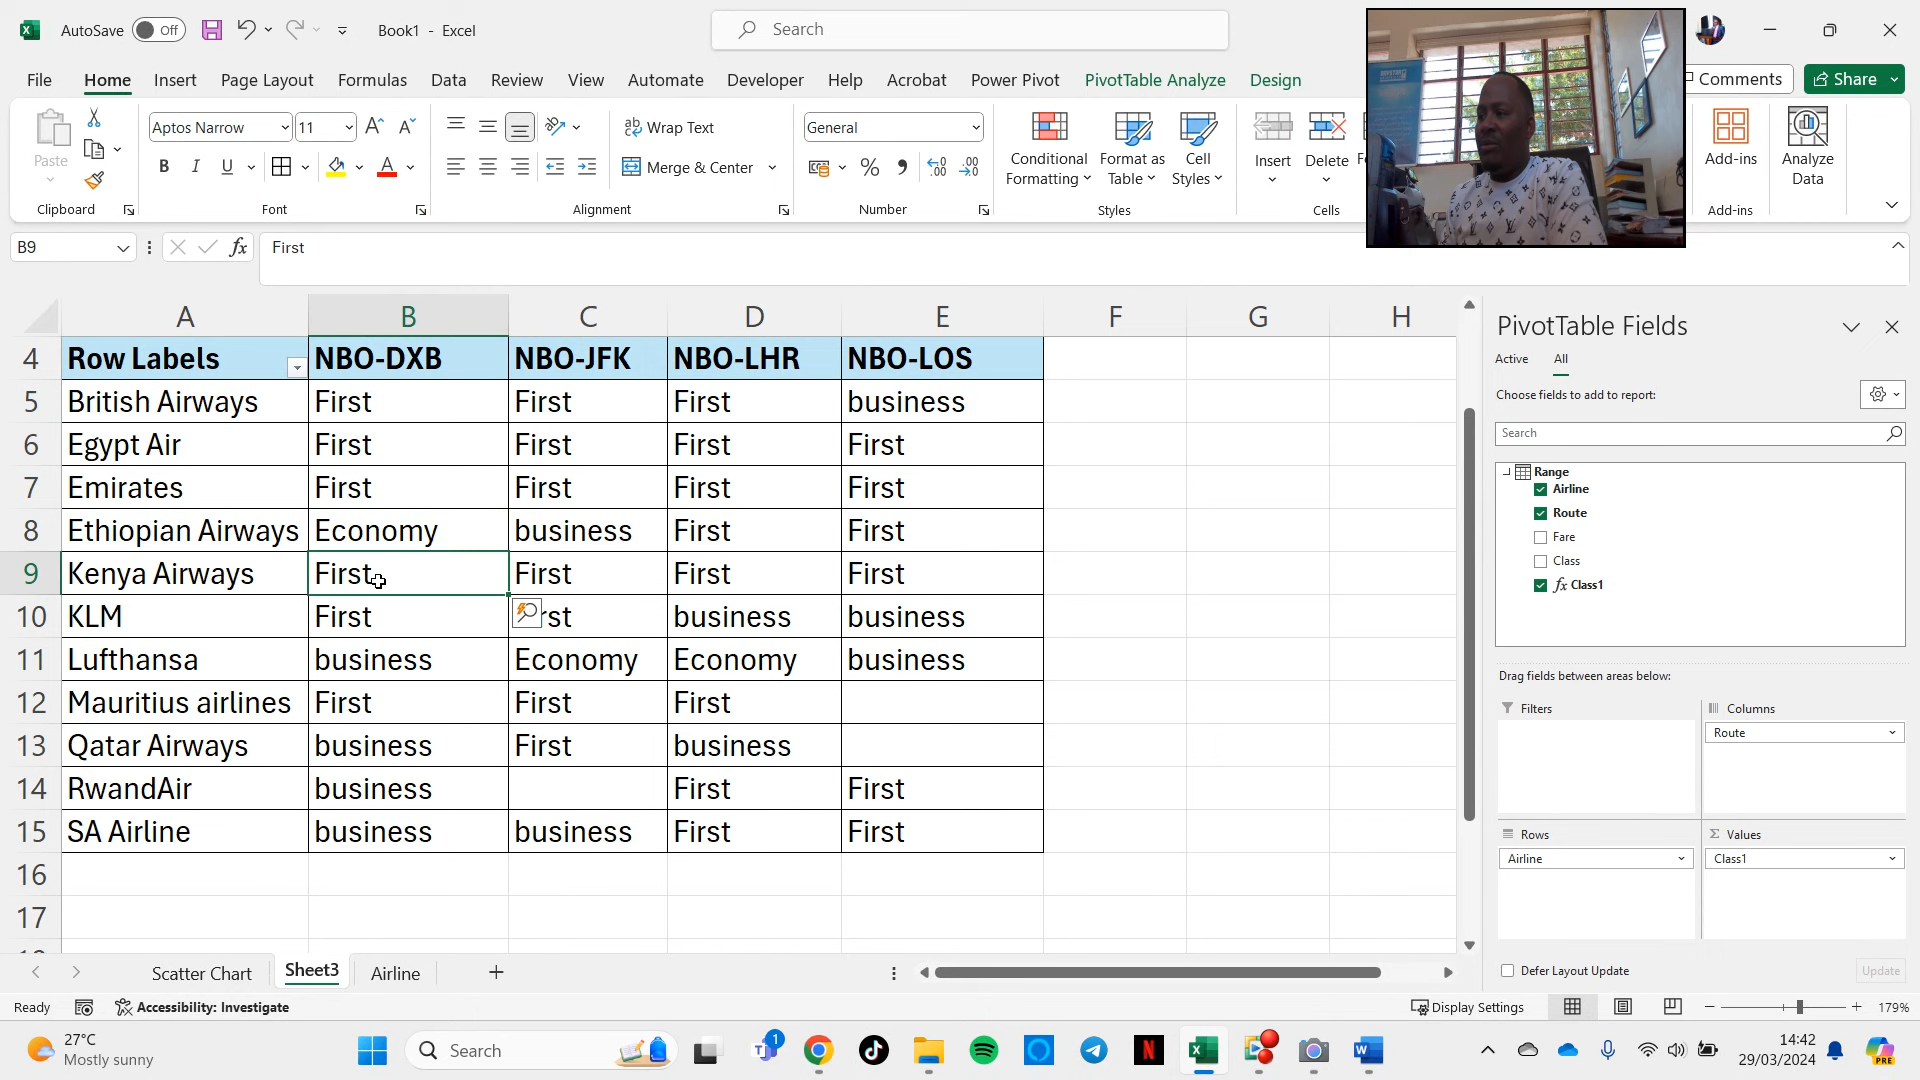 AutoSave Off Book1 - Excel Search
File Home Insert Page Layout Formulas Data Review View Automate Developer Help Acrobat Power Pivot PivotTable Analyze Design Comments Share
Paste
Clipboard
Aptos Narrow 11
B I U A
Font
Wrap Text
Merge & Center
Alignment
General
Number
Conditional Formatting
Format as Table
Cell Styles
Styles
Insert
Delete
Cells
Add-ins
Add-ins
Analyze Data
B9 fx First
A B C D E F G H
4 Row Labels NBO-DXB NBO-JFK NBO-LHR NBO-LOS
5 British Airways First First First business
6 Egypt Air First First First First
7 Emirates First First First First
8 Ethiopian Airways Economy business First First
9 Kenya Airways First First First First
10 KLM First rst business business
11 Lufthansa business Economy Economy business
12 Mauritius airlines First First First
13 Qatar Airways business First business
14 RwandAir business First First
15 SA Airline business business First First
16
17
PivotTable Fields
Active All
Choose fields to add to report:
Search
Range
Airline
Route
Fare
Class
fx Class1
Drag fields between areas below:
Filters
Columns
Route
Rows
Airline
Σ Values
Class1
Defer Layout Update Update
Scatter Chart Sheet3 Airline
Ready Accessibility: Investigate Display Settings 179%
27°C
Mostly sunny
Search
1
N
PRE
14:42
29/03/2024